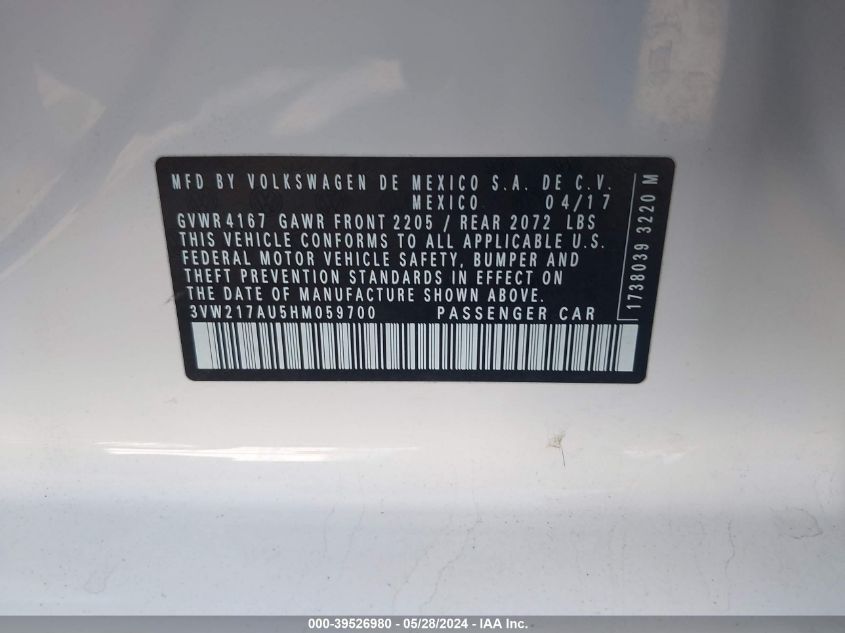 MFD BY VOLKSWAGEN DE MEXICO S.A. DE C.V.
MEXICO 04/17
GVWR 4167 GAWR FRONT 2205 / REAR 2072 LBS
THIS VEHICLE CONFORMS TO ALL APPLICABLE U.S.
FEDERAL MOTOR VEHICLE SAFETY, BUMPER AND
THEFT PREVENTION STANDARDS IN EFFECT ON
THE DATE OF MANUFACTURE SHOWN ABOVE.
3VW217AU5HM059700 PASSENGER CAR
1738039 3220 M
000-39526980 - 05/28/2024 - IAA Inc.